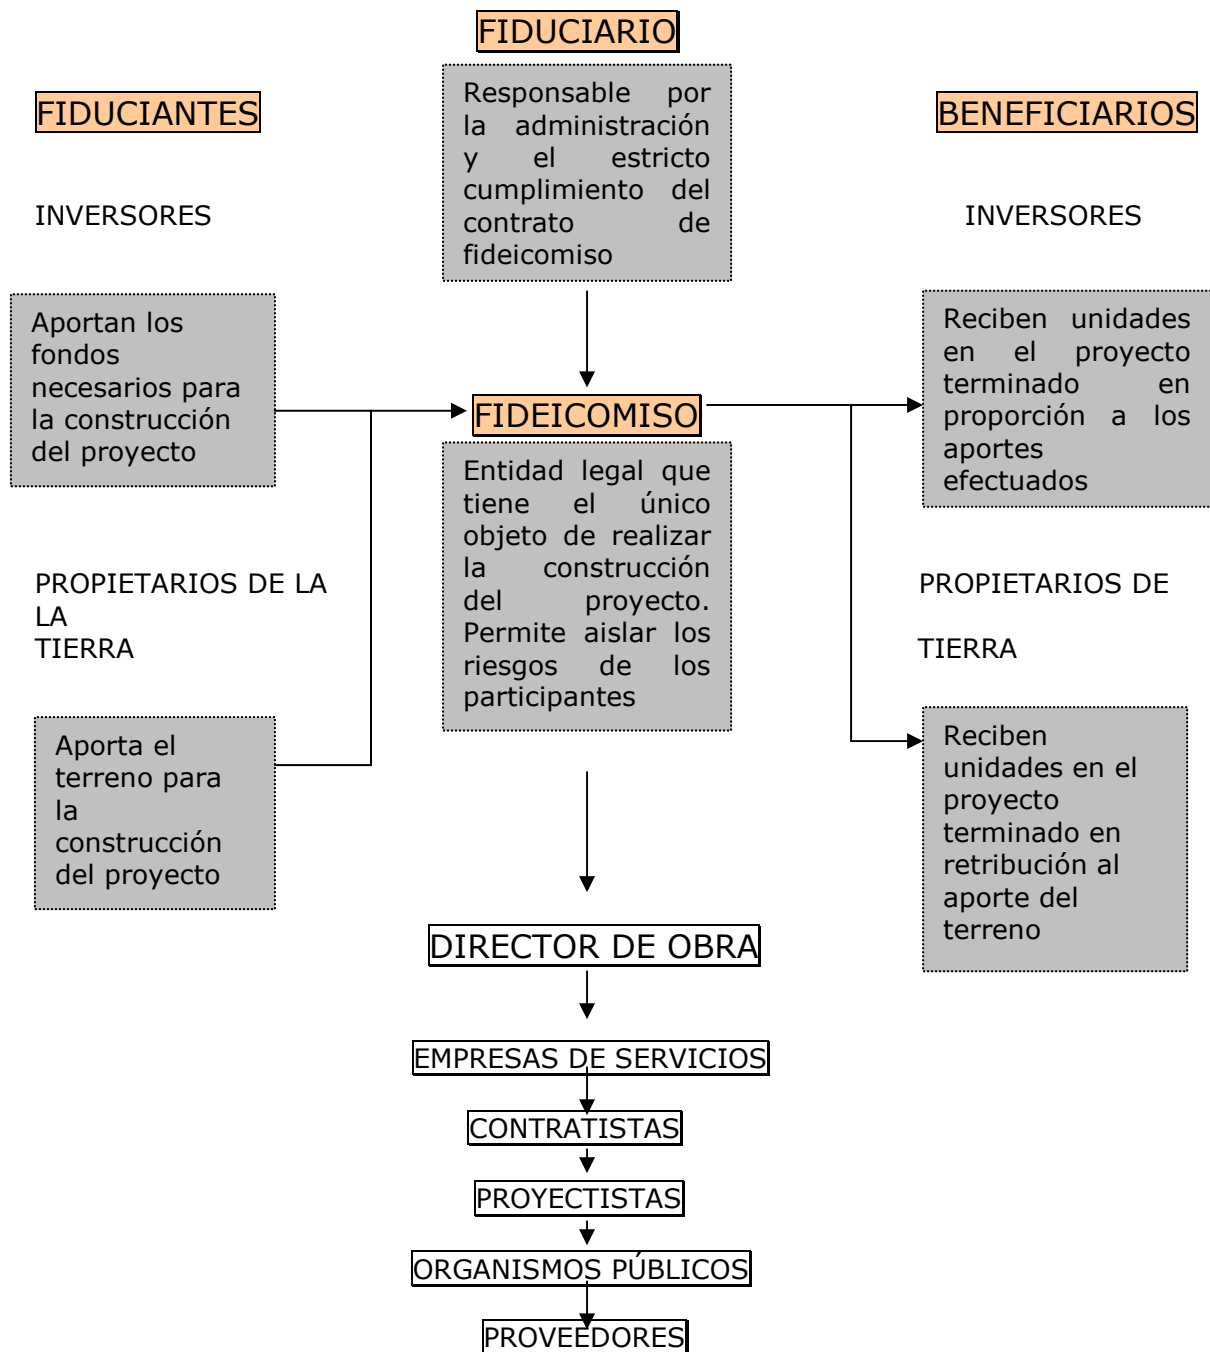 FIDUCIARIO
Responsable por
la administración
y el estricto
cumplimiento del
contrato de
fideicomiso
FIDUCIANTES
INVERSORES
Aportan los
fondos
necesarios para
la construcción
del proyecto
PROPIETARIOS DE LA
LA
TIERRA
Aporta el
terreno para
la
construcción
del proyecto
FIDEICOMISO
Entidad legal que
tiene el único
objeto de realizar
la construcción
del proyecto.
Permite aislar los
riesgos de los
participantes
BENEFICIARIOS
INVERSORES
Reciben unidades
en el proyecto
terminado en
proporción a los
aportes
efectuados
PROPIETARIOS DE
TIERRA
Reciben
unidades en el
proyecto
terminado en
retribución al
aporte del
terreno
DIRECTOR DE OBRA
EMPRESAS DE SERVICIOS
CONTRATISTAS
PROYECTISTAS
ORGANISMOS PÚBLICOS
PROVEEDORES